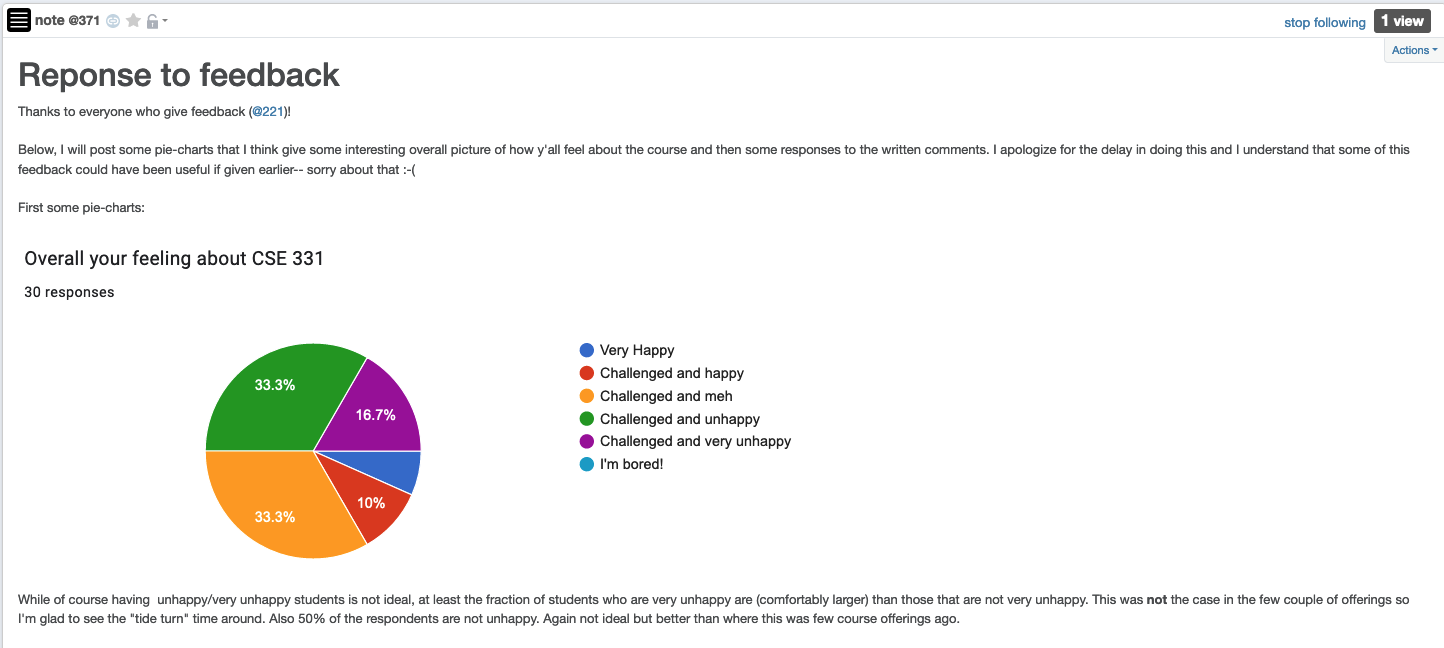 note @371
stop following
1 view
Actions
Reponse to feedback
Thanks to everyone who give feedback (@221)!
Below, I will post some pie-charts that I think give some interesting overall picture of how y'all feel about the course and then some responses to the written comments. I apologize for the delay in doing this and I understand that some of this
feedback could have been useful if given earlier-- sorry about that :-(
First some pie-charts:
Overall your feeling about CSE 331
30 responses
33.3%
16.7%
10%
33.3%
Very Happy
Challenged and happy
Challenged and meh
Challenged and unhappy
Challenged and very unhappy
I'm bored!
While of course having  unhappy/very unhappy students is not ideal, at least the fraction of students who are very unhappy are (comfortably larger) than those that are not very unhappy. This was not the case in the few couple of offerings so
I'm glad to see the "tide turn" time around. Also 50% of the respondents are not unhappy. Again not ideal but better than where this was few course offerings ago.